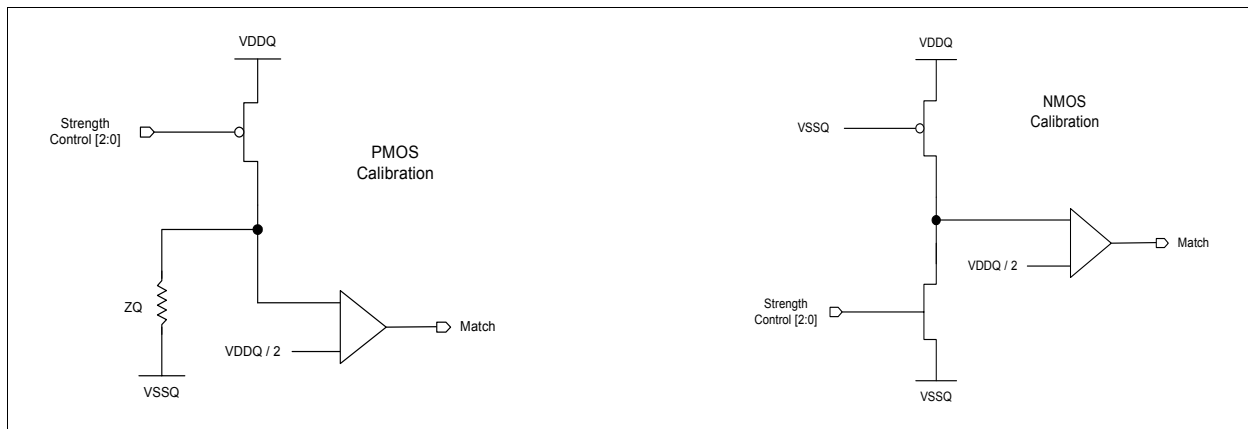 VDDQ
Strength
Control [2:0]
PMOS
Calibration
ZQ
VDDQ / 2
Match
VSSQ
VDDQ
NMOS
Calibration
VSSQ
VDDQ / 2
Match
Strength
Control [2:0]
VSSQ